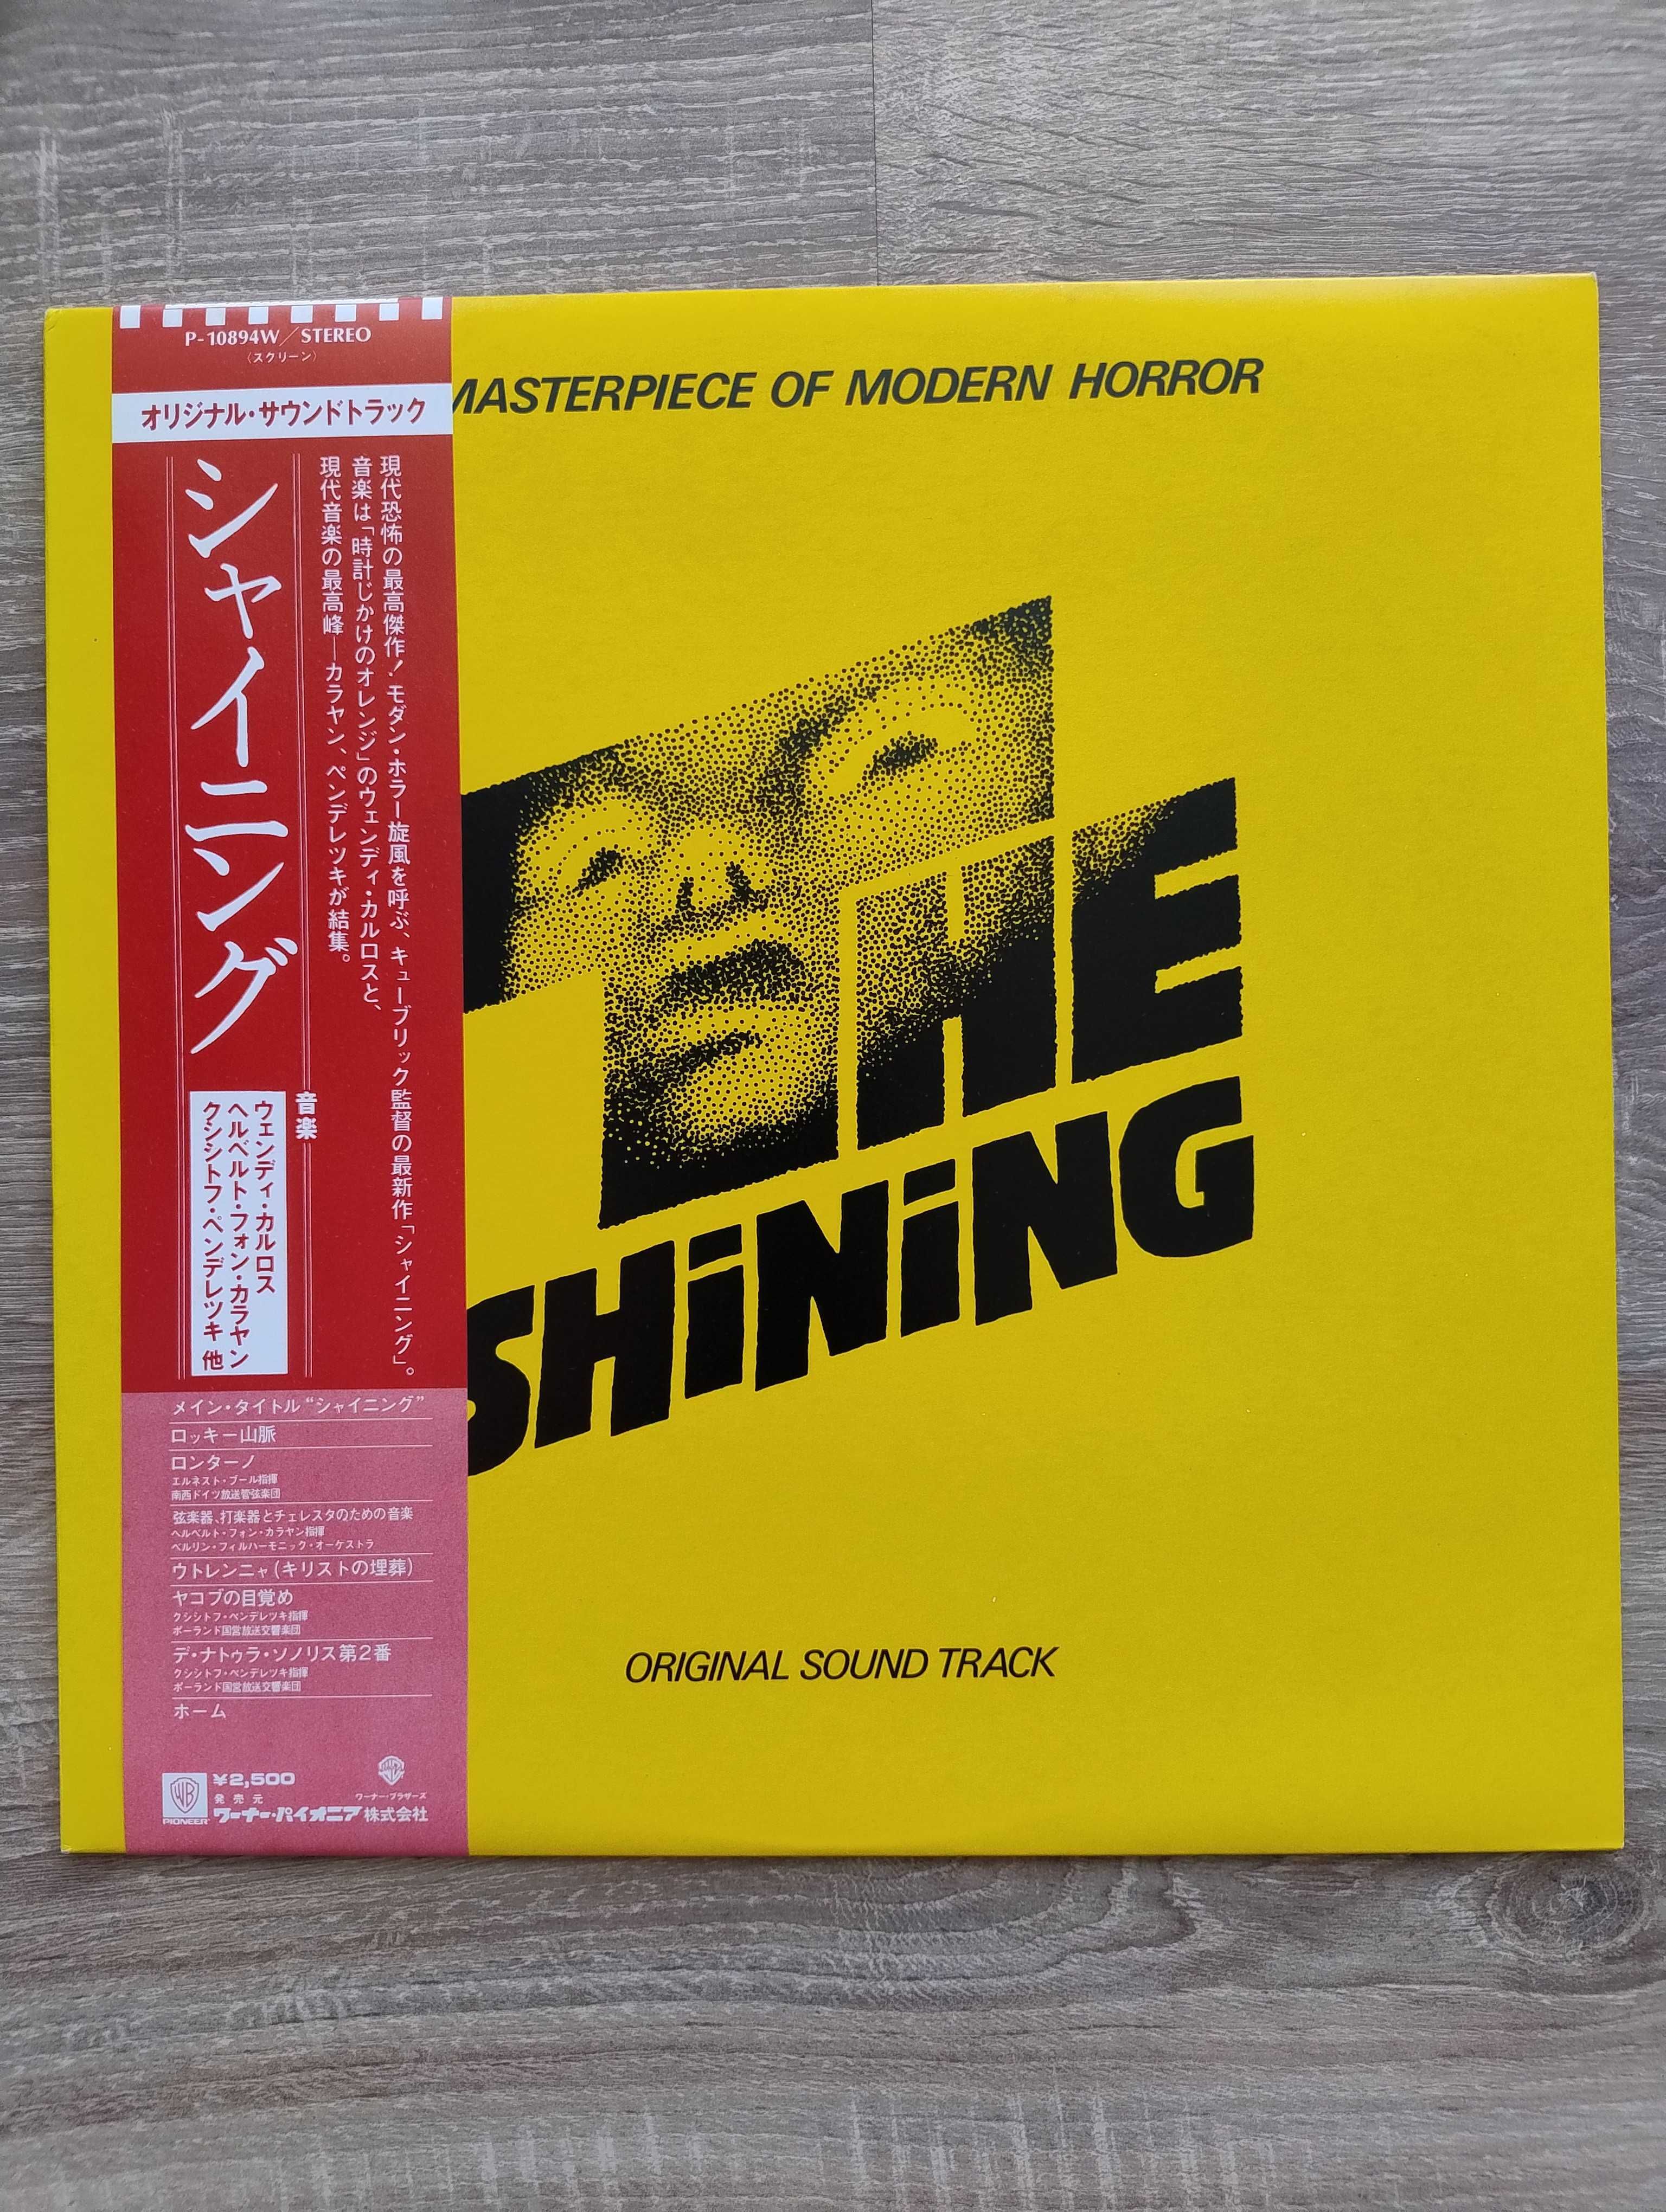 P-10894W／STEREO
〈スクリーン〉
オリジナル・サウンドトラック
現代恐怖の最高傑作！モダン・ホラー旋風を呼ぶ、キューブリック監督の最新作「シャイニング」。
音楽は「時計じかけのオレンジ」のウェンディ・カルロスと、
現代音楽の最高峰―カラヤン、ペンデレツキが結集。
シャイニング
音楽
ウェンディ・カルロス
ヘルベルト・フォン・カラヤン
クシシトフ・ペンデレツキ 他
メイン・タイトル“シャイニング”
ロッキー山脈
ロンターノ
エルネスト・ブール指揮
南西ドイツ放送管弦楽団
弦楽器、打楽器とチェレスタのための音楽
ヘルベルト・フォン・カラヤン指揮
ベルリン・フィルハーモニック・オーケストラ
ウトレンニャ(キリストの埋葬)
ヤコブの目覚め
クシシトフ・ペンデレツキ指揮
ポーランド国営放送交響楽団
デ・ナトゥラ・ソノリス第2番
クシシトフ・ペンデレツキ指揮
ポーランド国営放送交響楽団
ホーム
WB
PIONEER
¥2,500
発売元
ワーナー・パイオニア株式会社
ワーナー・ブラザーズ
MASTERPIECE OF MODERN HORROR
THE
SHiNiNG
ORIGINAL SOUND TRACK